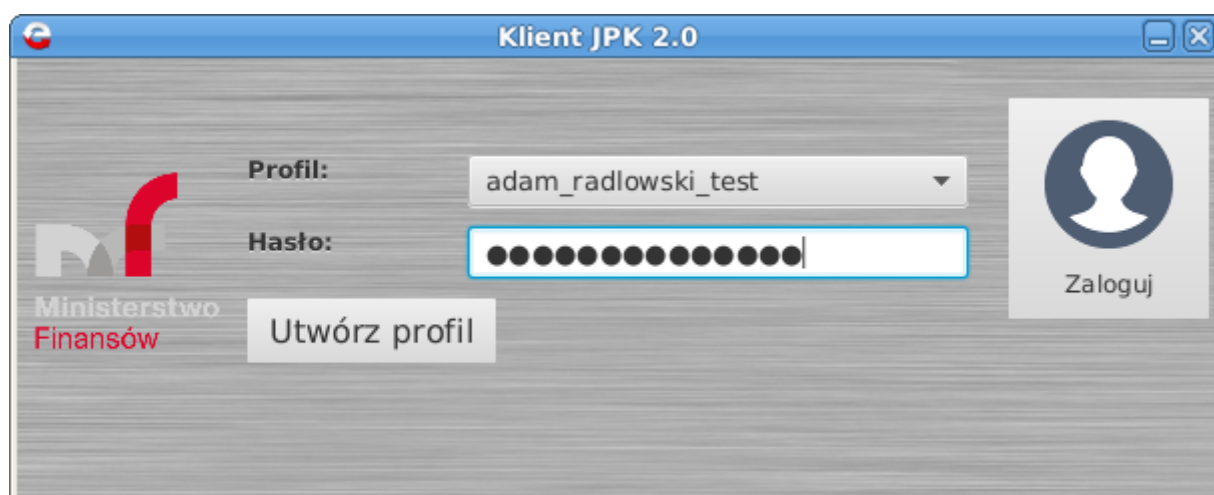 Klient JPK 2.0
Profil:
adam_radlowski_test
Hasło:
●●●●●●●●●●●●●●
Zaloguj
Ministerstwo
Finansów
Utwórz profil